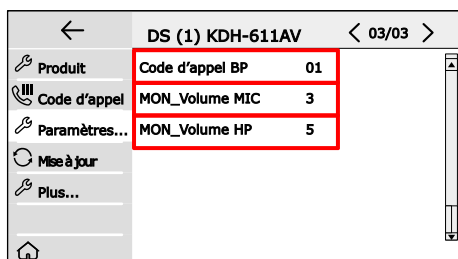 DS (1) KDH-611AV 03/03
Produit
Code d'appel
Paramètres...
Mise à jour
Plus...
Code d'appel BP 01
MON_Volume MIC 3
MON_Volume HP 5